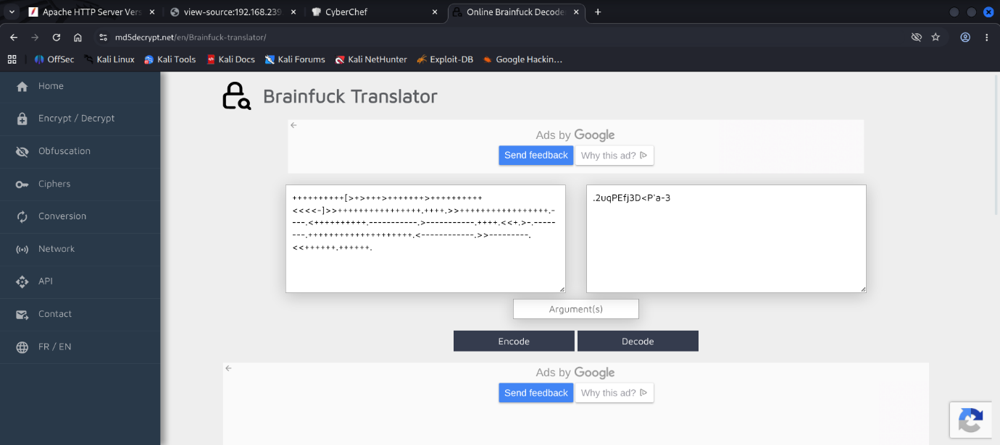 Apache HTTP Server Vers
view-source:192.168.239
CyberChef
Online Brainfuck Decode
md5decrypt.net/en/Brainfuck-translator/
OffSec
Kali Linux
Kali Tools
Kali Docs
Kali Forums
Kali NetHunter
Exploit-DB
Google Hackin...
Home
Encrypt / Decrypt
Obfuscation
Ciphers
Conversion
Network
API
Contact
FR / EN
Brainfuck Translator
Ads by Google
Send feedback
Why this ad?
++++++++++[>+>+++>+++++++>++++++++++
<<<<-]>>++++++++++++++++.++++.>>+++++++++++++++++.-
---.<++++++++++.-----------.>-----------.++++.<<+.>-.-----
---.++++++++++++++++++++.<------------.>>---------.
<<++++++.++++++.
.2uqPEfj3D<P'a-3
Argument(s)
Encode
Decode
Ads by Google
Send feedback
Why this ad?